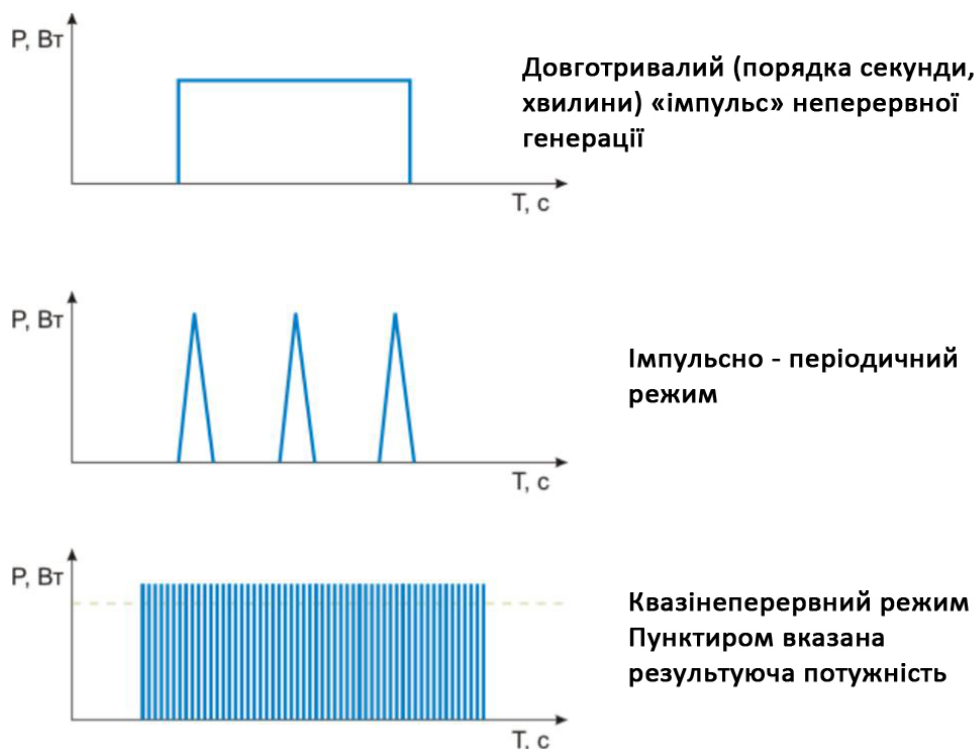 P, Вт
Довготривалий (порядка секунди,
хвилини) «імпульс» неперервної
генерації
T, c
P, Вт
Імпульсно - періодичний
режим
T, c
P, Вт
Квазінеперервний режим
Пунктиром вказана
результуюча потужність
T, c